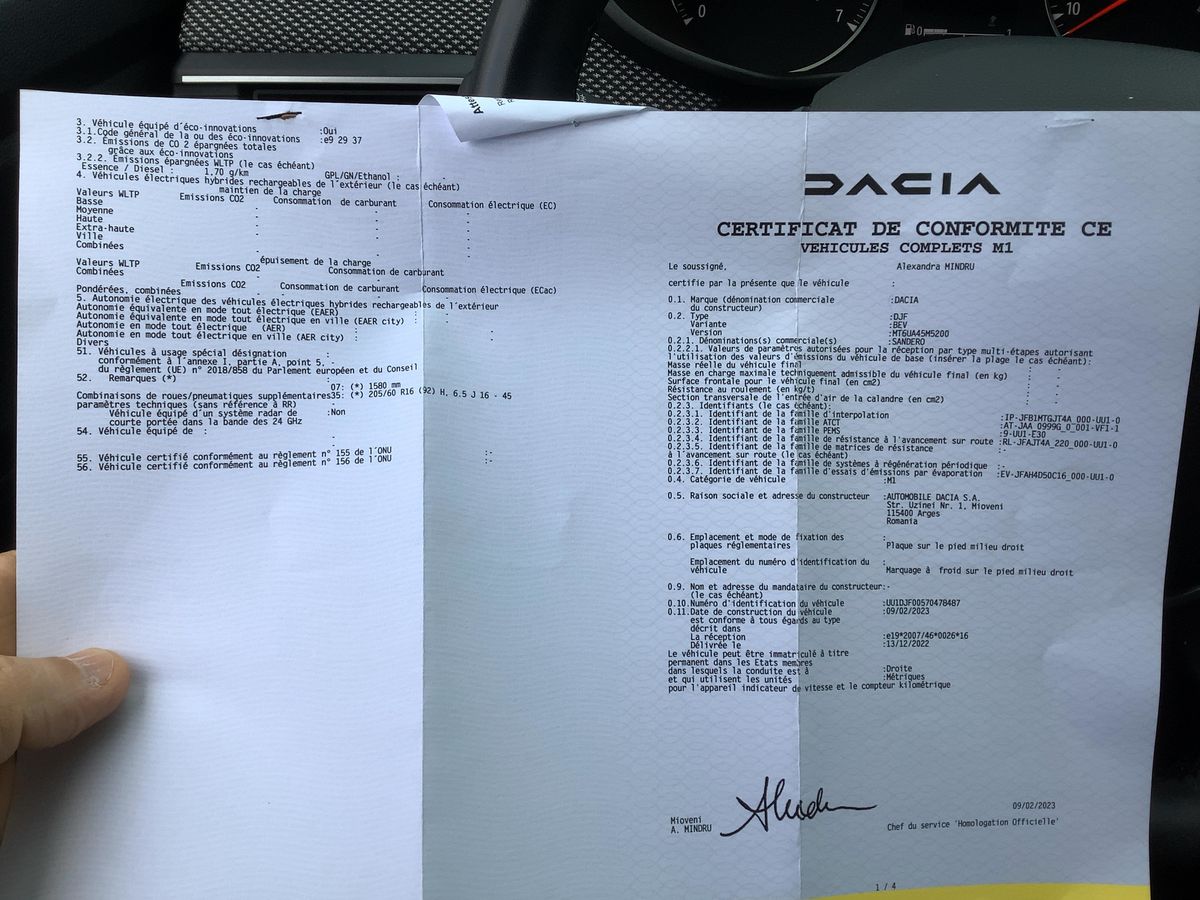 0
7
10
0
1
Attes
3. Véhicule équipé d'éco-innovations :Oui
3.1.Code général de la ou des éco-innovations :e9 29 37
3.2. Emissions de CO 2 épargnées totales
grâce aux éco-innovations
3.2.2. Emissions épargnées WLTP (le cas échéant)
Essence / Diesel : 1.70 g/km GPL/GN/Ethanol : -
4. Véhicules électriques hybrides rechargeables de l'extérieur (le cas échéant)
maintien de la charge
Valeurs WLTP Emissions CO2 Consommation de carburant Consommation électrique (EC)
Basse - - -
Moyenne - - -
Haute - - -
Extra-haute - - -
Ville - - -
Combinées - - -
épuisement de la charge
Valeurs WLTP Emissions CO2 Consommation de carburant
Combinées - -
Emissions CO2 Consommation de carburant Consommation électrique (ECac)
Pondérées, combinées - - -
5. Autonomie électrique des véhicules électriques hybrides rechargeables de l'extérieur
Autonomie équivalente en mode tout électrique (EAER) : -
Autonomie équivalente en mode tout électrique en ville (EAER city) : -
Autonomie en mode tout électrique (AER) : -
Autonomie en mode tout électrique en ville (AER city) : -
Divers
51. Véhicules à usage spécial désignation : -
conformément à l'annexe I, partie A, point 5.
du règlement (UE) n° 2018/858 du Parlement européen et du Conseil
52. Remarques (*) :
07: (*) 1580 mm
Combinaisons de roues/pneumatiques supplémentaires35: (*) 205/60 R16 (92) H, 6.5 J 16 - 45
paramètres techniques (sans référence à RR)
Véhicule équipé d'un système radar de :Non
courte portée dans la bande des 24 GHz
54. Véhicule équipé de : -
55. Véhicule certifié conformément au règlement n° 155 de l'ONU :-
56. Véhicule certifié conformément au règlement n° 156 de l'ONU :-
DACIA
CERTIFICAT DE CONFORMITE CE
VEHICULES COMPLETS M1
Le soussigné, Alexandra MINDRU
certifie par la présente que le véhicule :
0.1. Marque (dénomination commerciale :DACIA
du constructeur)
0.2. Type :DJF
Variante :BEV
Version :MT6UA45M5200
0.2.1. Dénominations(s) commerciale(s) :SANDERO
0.2.2.1. Valeurs de paramètres autorisées pour la réception par type multi-étapes autorisant
l'utilisation des valeurs d'émissions du véhicule de base (insérer la plage le cas échéant):
Masse réelle du véhicule final : -
Masse en charge maximale techniquement admissible du véhicule final (en kg) : -
Surface frontale pour le véhicule final (en cm2) : -
Résistance au roulement (en kg/t) : -
Section transversale de l'entrée d'air de la calandre (en cm2) : -
0.2.3. Identifiants (le cas échéant):
0.2.3.1. Identifiant de la famille d'interpolation :IP-JFB1MTGJT4A_000-UU1-0
0.2.3.2. Identifiant de la famille ATCT :AT-JAA 0999G_0_001-VF1-1
0.2.3.3. Identifiant de la famille PEMS :9-UU1-E30
0.2.3.4. Identifiant de la famille de résistance à l'avancement sur route :RL-JFAJT4A_220_000-UU1-0
0.2.3.5. Identifiant de la famille de matrices de résistance :-
à l'avancement sur route (le cas échéant)
0.2.3.6. Identifiant de la famille de systèmes à régénération périodique :-
0.2.3.7. Identifiant de la famille d'essais d'émissions par évaporation :EV-JFAH4D50C16_000-UU1-0
0.4. Catégorie de véhicule :M1
0.5. Raison sociale et adresse du constructeur :AUTOMOBILE DACIA S.A.
Str. Uzinei Nr. 1, Mioveni
115400 Arges
Romania
0.6. Emplacement et mode de fixation des :
plaques réglementaires Plaque sur le pied milieu droit
Emplacement du numéro d'identification du :
véhicule Marquage à froid sur le pied milieu droit
0.9. Nom et adresse du mandataire du constructeur:-
(le cas échéant)
0.10.Numéro d'identification du véhicule :UU1DJF00570478487
0.11.Date de construction du véhicule :09/02/2023
est conforme à tous égards au type
décrit dans
La réception :e19*2007/46*0026*16
Délivrée le :13/12/2022
Le véhicule peut être immatriculé à titre
permanent dans les Etats membres
dans lesquels la conduite est à :Droite
et qui utilisent les unités :Métriques
pour l'appareil indicateur de vitesse et le compteur kilométrique
Mioveni 09/02/2023
A. MINDRU Chef du service 'Homologation Officielle'
1 / 4